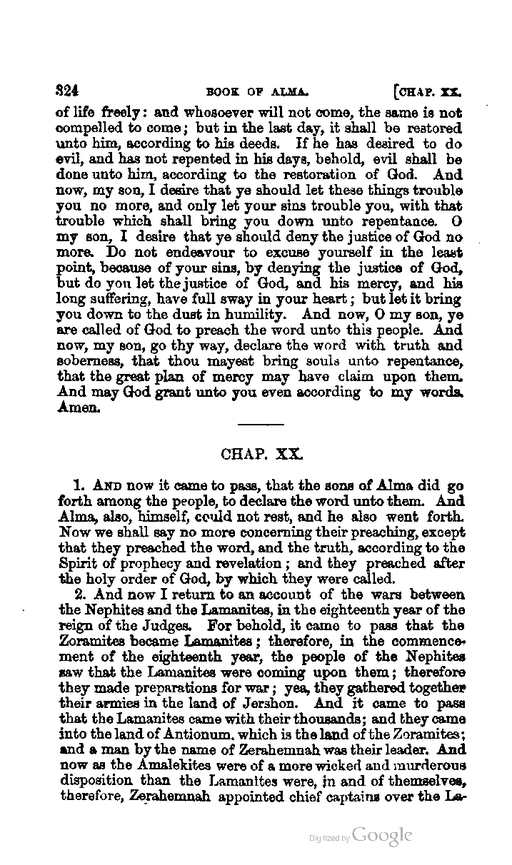 324 BOOK OF ALMA. [CHAP. XX.
of life freely: and whosoever will not come, the same is not
compelled to come; but in the last day, it shall be restored
unto him, according to his deeds. If he has desired to do
evil, and has not repented in his days, behold, evil shall be
done unto him, according to the restoration of God. And
now, my son, I desire that ye should let these things trouble
you no more, and only let your sins trouble you, with that
trouble which shall bring you down unto repentance. O
my son, I desire that ye should deny the justice of God no
more. Do not endeavour to excuse yourself in the least
point, because of your sins, by denying the justice of God,
but do you let the justice of God, and his mercy, and his
long suffering, have full sway in your heart; but let it bring
you down to the dust in humility. And now, O my son, ye
are called of God to preach the word unto this people. And
now, my son, go thy way, declare the word with truth and
soberness, that thou mayest bring souls unto repentance,
that the great plan of mercy may have claim upon them.
And may God grant unto you even according to my words.
Amen.
CHAP. XX.
1. AND now it came to pass, that the sons of Alma did go
forth among the people, to declare the word unto them. And
Alma, also, himself, could not rest, and he also went forth.
Now we shall say no more concerning their preaching, except
that they preached the word, and the truth, according to the
Spirit of prophecy and revelation; and they preached after
the holy order of God, by which they were called.
2. And now I return to an account of the wars between
the Nephites and the Lamanites, in the eighteenth year of the
reign of the Judges. For behold, it came to pass that the
Zoramites became Lamanites; therefore, in the commence-
ment of the eighteenth year, the people of the Nephites
saw that the Lamanites were coming upon them; therefore
they made preparations for war; yea, they gathered together
their armies in the land of Jershon. And it came to pass
that the Lamanites came with their thousands; and they came
into the land of Antionum, which is the land of the Zoramites;
and a man by the name of Zerahemnah was their leader. And
now as the Amalekites were of a more wicked and murderous
disposition than the Lamanites were, in and of themselves,
therefore, Zerahemnah appointed chief captains over the La-
Digitized by Google